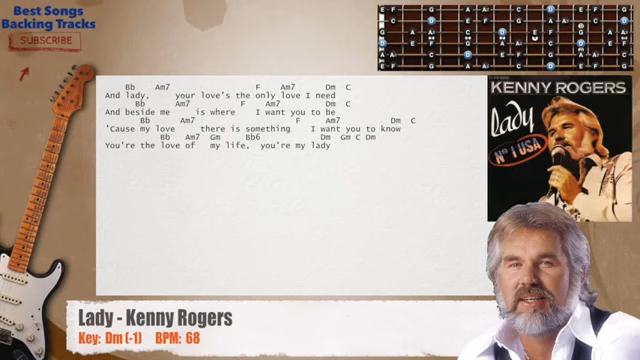 Best Songs
Backing Tracks
SUBSCRIBE
Bb Am7 F Am7 Dm C
And lady, your love's the only love I need
Bb Am7 F Am7 Dm C
And beside me is where I want you to be
Bb Am7 F Am7 Dm C
'Cause my love there is something I want you to know
Bb Am7 Gm Bb6 Dm Gm C Dm
You're the love of my life, you're my lady
KENNY ROGERS
lady
Nº 1 USA
Lady - Kenny Rogers
Key: Dm (-1) BPM: 68